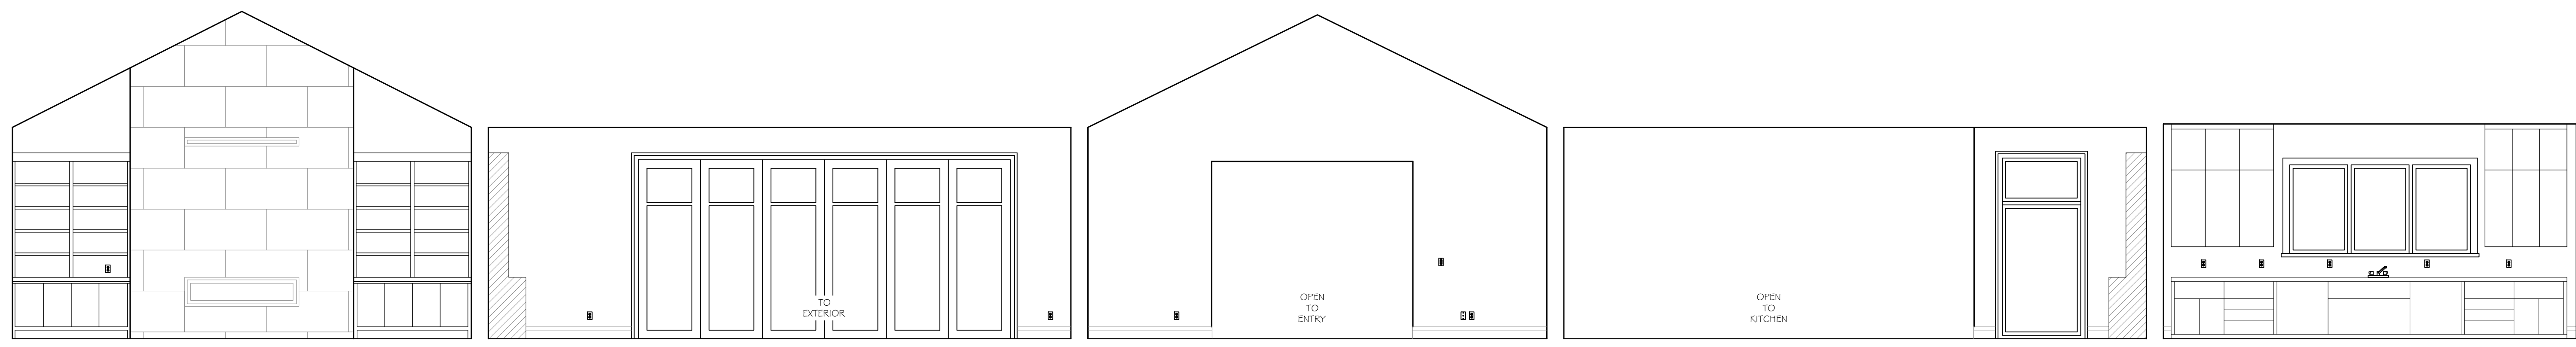 TO
EXTERIOR
OPEN
TO
ENTRY
OPEN
TO
KITCHEN